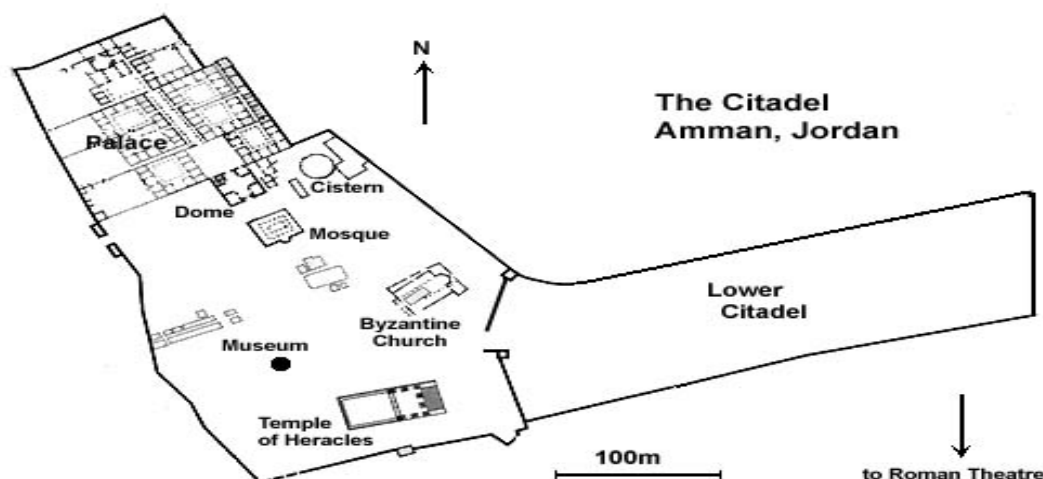 N
The Citadel
Amman, Jordan
Palace
Cistern
Dome
Mosque
Lower
Citadel
Byzantine
Church
Museum
Temple
of Heracles
100m
to Roman Theatre